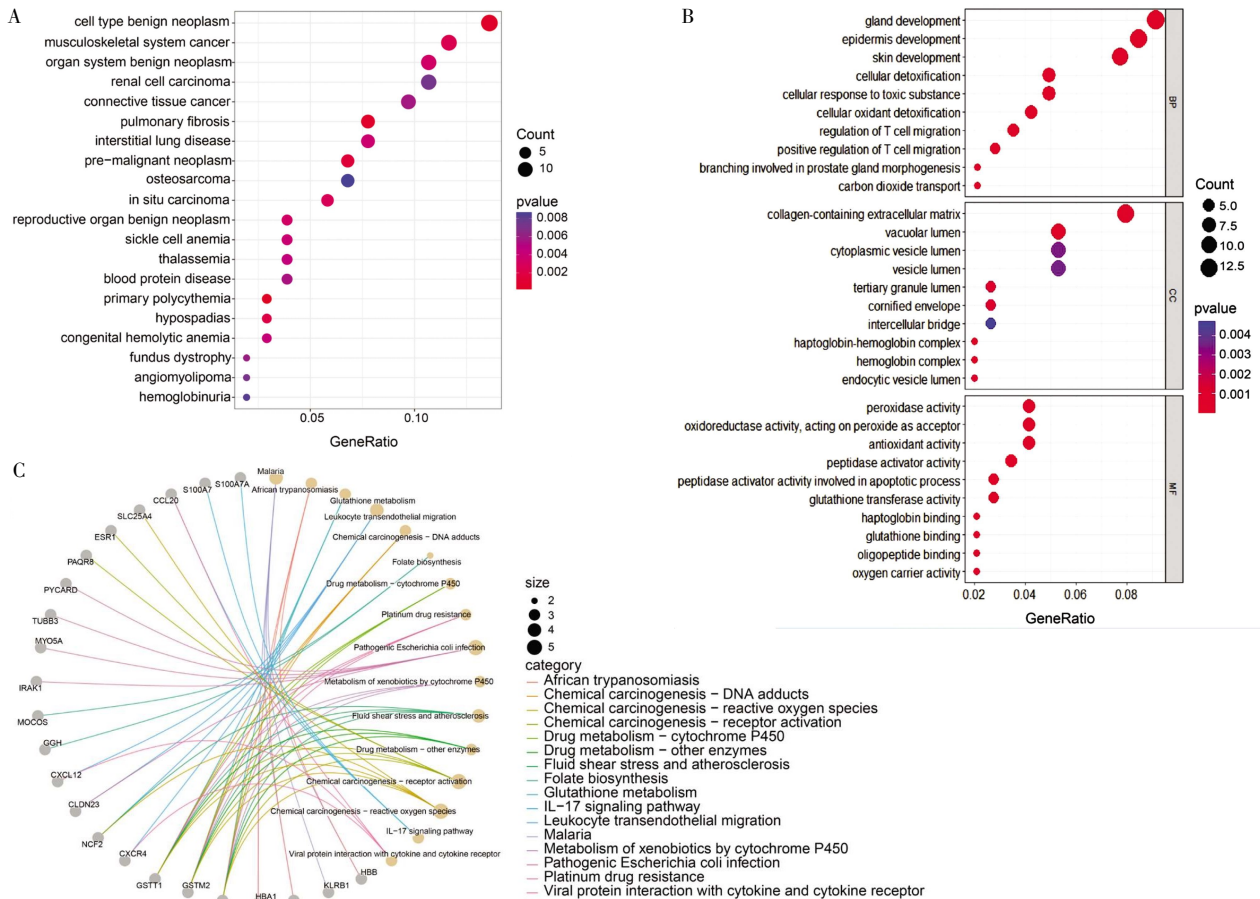 A
cell type benign neoplasm
musculoskeletal system cancer
organ system benign neoplasm
renal cell carcinoma
connective tissue cancer
pulmonary fibrosis
interstitial lung disease
pre-malignant neoplasm
osteosarcoma
in situ carcinoma
reproductive organ benign neoplasm
sickle cell anemia
thalassemia
blood protein disease
primary polycythemia
hypospadias
congenital hemolytic anemia
fundus dystrophy
angiomyolipoma
hemoglobinuria
0.05
0.10
GeneRatio
Count
5
10
pvalue
0.008
0.006
0.004
0.002
B
gland development
epidermis development
skin development
cellular detoxification
cellular response to toxic substance
cellular oxidant detoxification
regulation of T cell migration
positive regulation of T cell migration
branching involved in prostate gland morphogenesis
carbon dioxide transport
BP
collagen-containing extracellular matrix
vacuolar lumen
cytoplasmic vesicle lumen
vesicle lumen
tertiary granule lumen
cornified envelope
intercellular bridge
haptoglobin-hemoglobin complex
hemoglobin complex
endocytic vesicle lumen
CC
peroxidase activity
oxidoreductase activity, acting on peroxide as acceptor
antioxidant activity
peptidase activator activity
peptidase activator activity involved in apoptotic process
glutathione transferase activity
haptoglobin binding
glutathione binding
oligopeptide binding
oxygen carrier activity
MF
0.02
0.04
0.06
0.08
GeneRatio
Count
5.0
7.5
10.0
12.5
pvalue
0.004
0.003
0.002
0.001
C
Malaria
African trypanosomiasis
Glutathione metabolism
Leukocyte transendothelial migration
Chemical carcinogenesis − DNA adducts
Folate biosynthesis
Drug metabolism − cytochrome P450
Platinum drug resistance
Pathogenic Escherichia coli infection
Metabolism of xenobiotics by cytochrome P450
Fluid shear stress and atherosclerosis
Drug metabolism − other enzymes
Chemical carcinogenesis − receptor activation
Chemical carcinogenesis − reactive oxygen species
IL−17 signaling pathway
Viral protein interaction with cytokine and cytokine receptor
S100A7A
S100A7
CCL20
SLC25A4
ESR1
PAQR8
PYCARD
TUBB3
MYO5A
IRAK1
MOCOS
GGH
CXCL12
CLDN23
NCF2
CXCR4
GSTT1
GSTM2
HBA1
KLRB1
HBB
size
2
3
4
5
category
African trypanosomiasis
Chemical carcinogenesis − DNA adducts
Chemical carcinogenesis − reactive oxygen species
Chemical carcinogenesis − receptor activation
Drug metabolism − cytochrome P450
Drug metabolism − other enzymes
Fluid shear stress and atherosclerosis
Folate biosynthesis
Glutathione metabolism
IL−17 signaling pathway
Leukocyte transendothelial migration
Malaria
Metabolism of xenobiotics by cytochrome P450
Pathogenic Escherichia coli infection
Platinum drug resistance
Viral protein interaction with cytokine and cytokine receptor